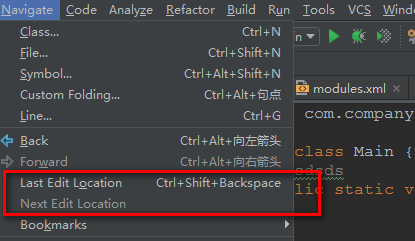 Navigate Code Analyze Refactor Build Run Tools VCS Window
Class... Ctrl+N
File... Ctrl+Shift+N
Symbol... Ctrl+Alt+Shift+N
Custom Folding... Ctrl+Alt+句点
Line... Ctrl+G
modules.xml
com.company
Back Ctrl+Alt+向左箭头
class Main {
Forward Ctrl+Alt+向右箭头
sdsds
Last Edit Location Ctrl+Shift+Backspace
lic static v
Next Edit Location
Bookmarks